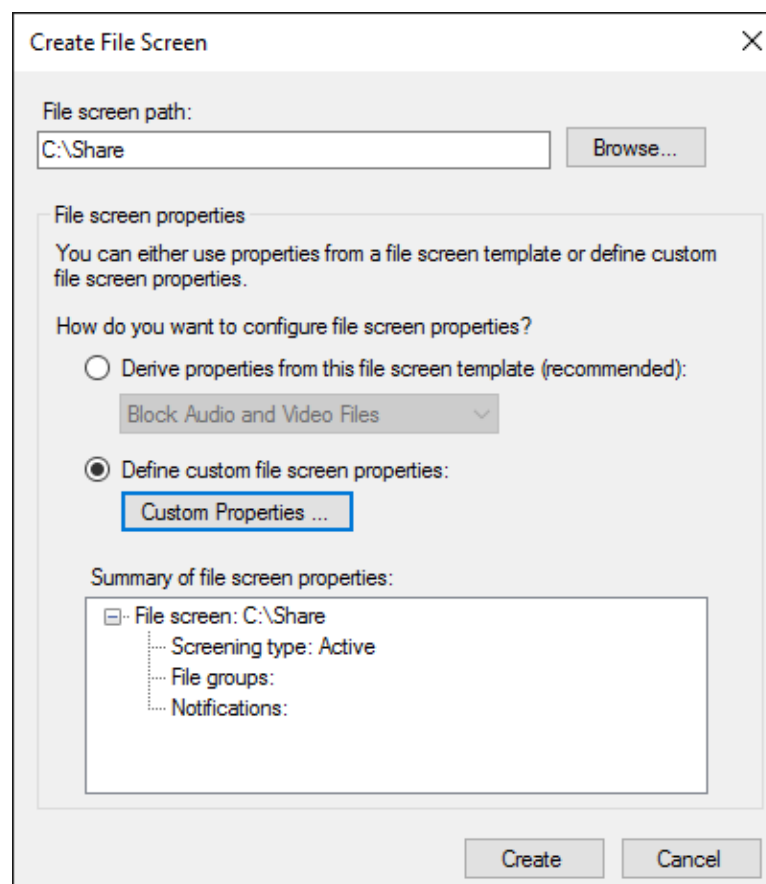 Create File Screen
File screen path:
C:\Share
Browse...
File screen properties
You can either use properties from a file screen template or define custom
file screen properties.
How do you want to configure file screen properties?
Derive properties from this file screen template (recommended):
Block Audio and Video Files
Define custom file screen properties:
Custom Properties ...
Summary of file screen properties:
File screen: C:\Share
Screening type: Active
File groups:
Notifications:
Create Cancel